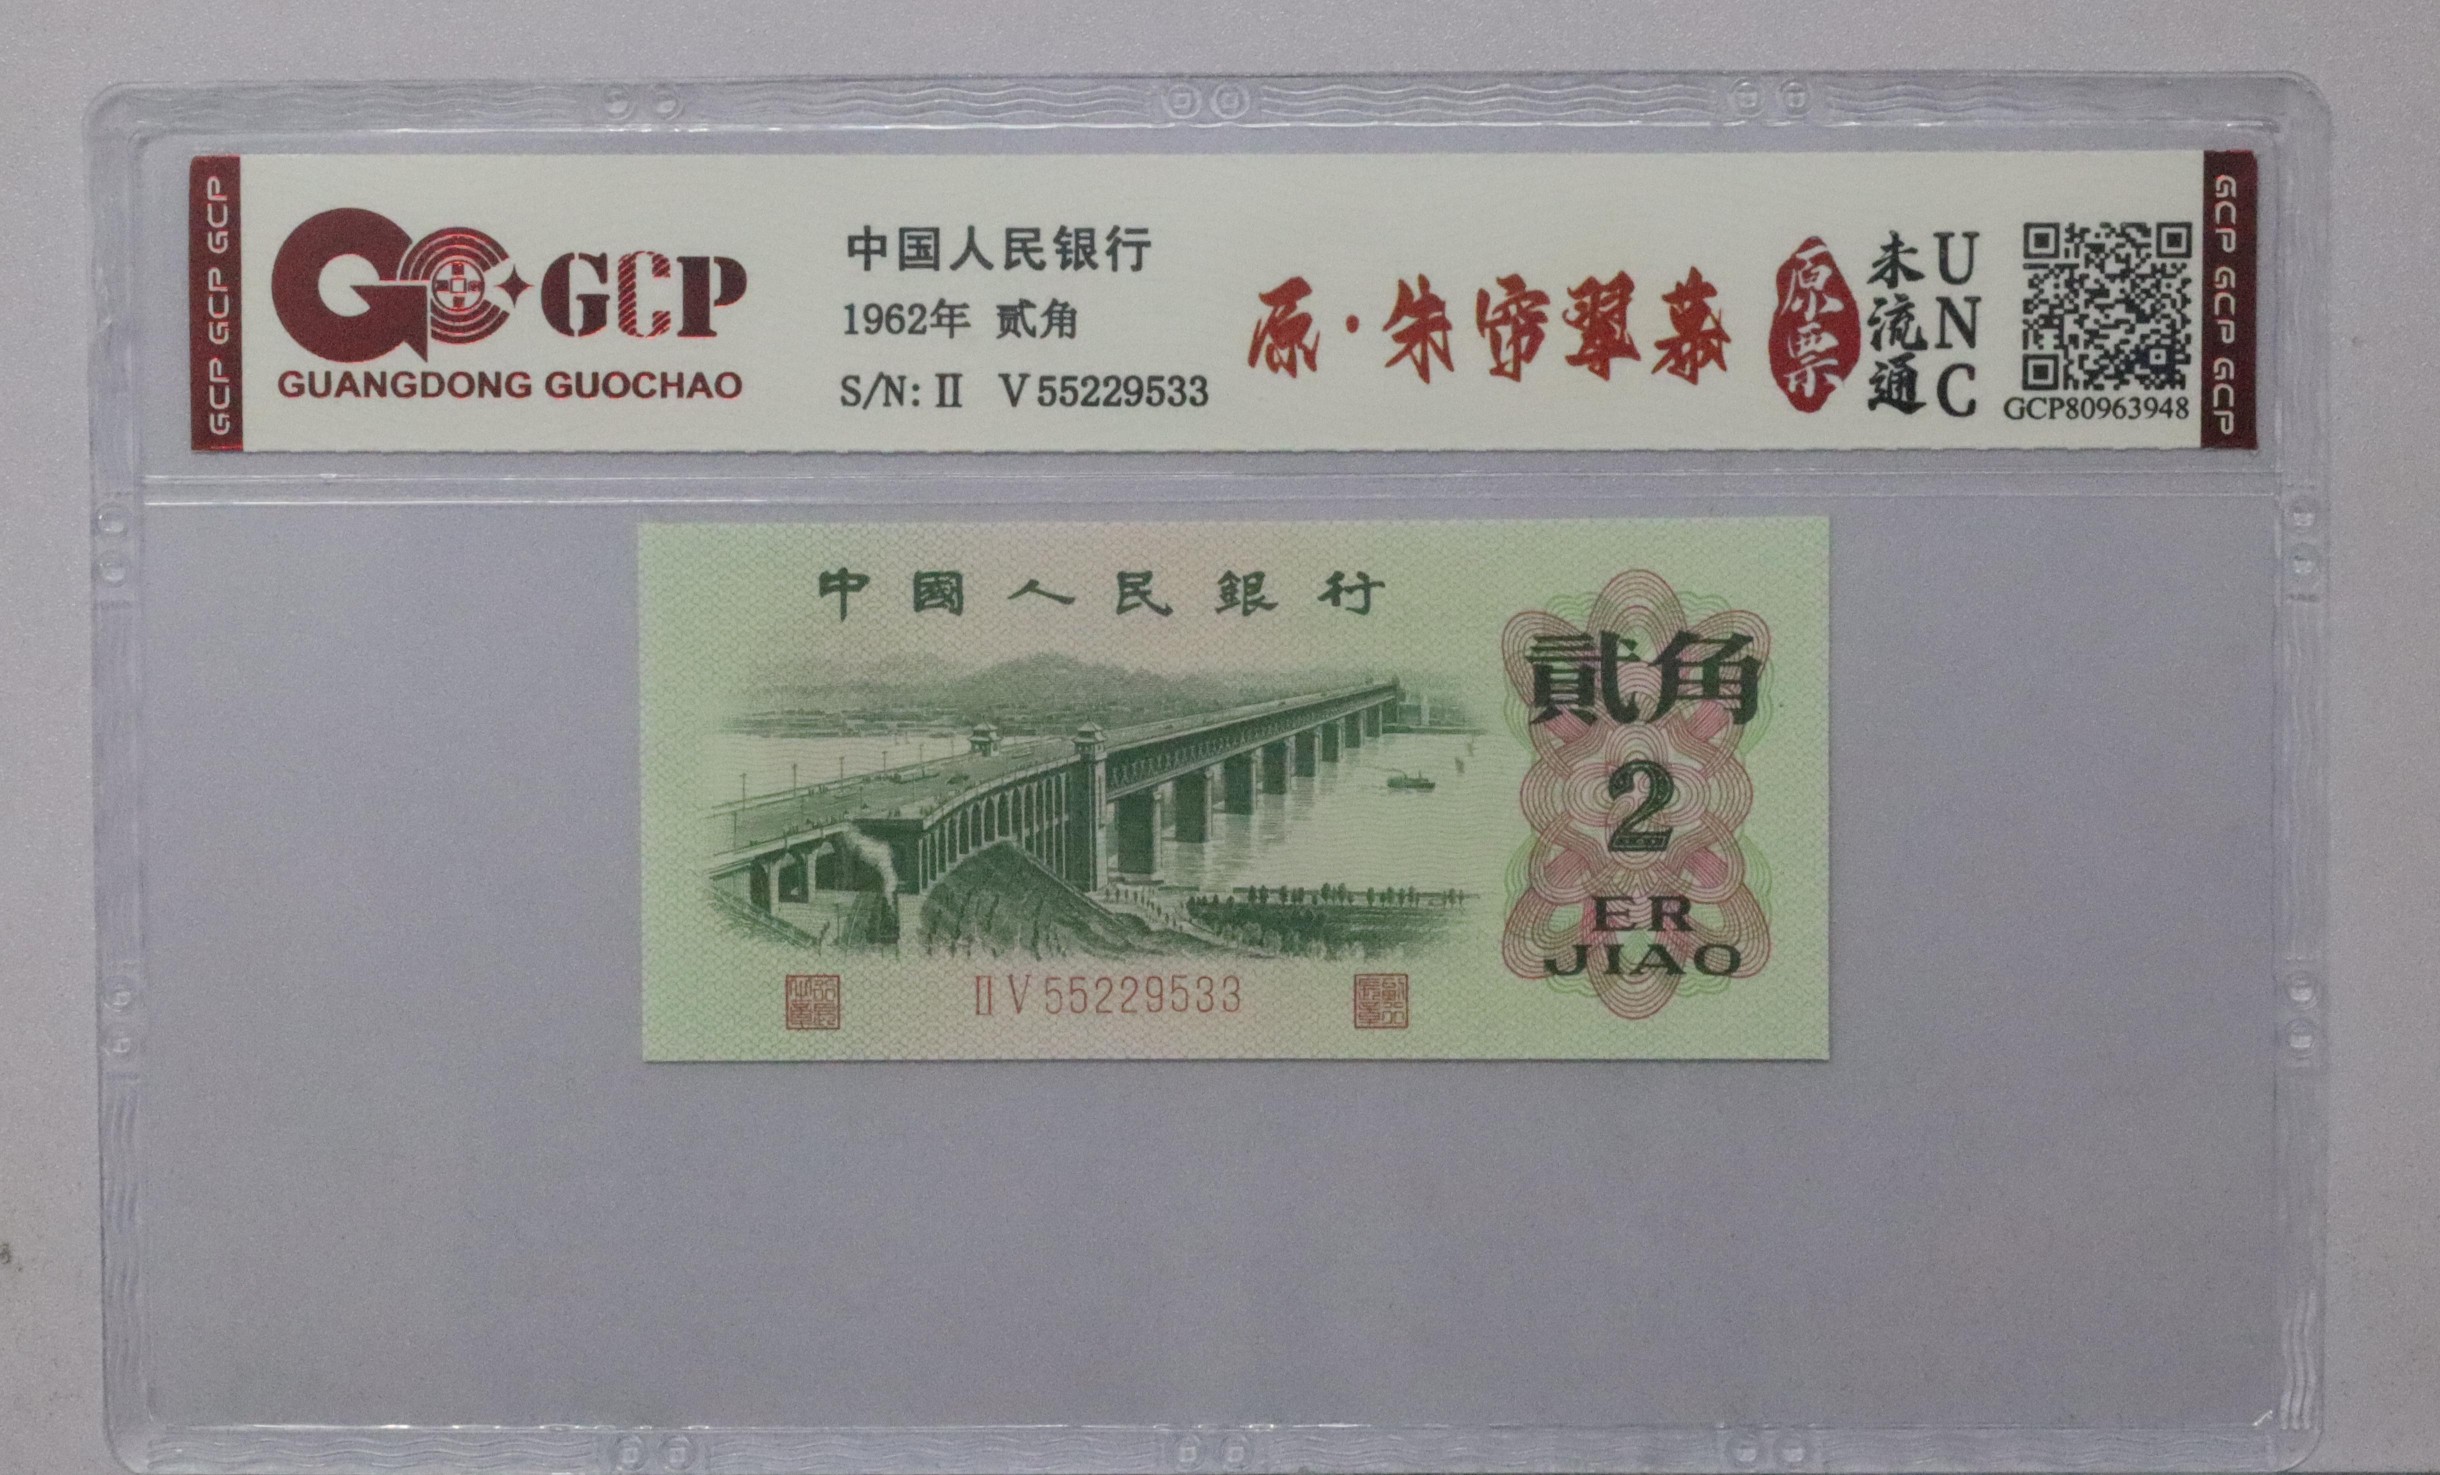 GCP GCP GCP
GCP
GUANGDONG GUOCHAO
中国人民银行
1962年 贰角
S/N: II V 55229533
原·朱帘翠幕
原票
未流通
UNC
GCP80963948
GCP GCP GCP
中國人民銀行
貳角
2
ER
JIAO
II V 55229533